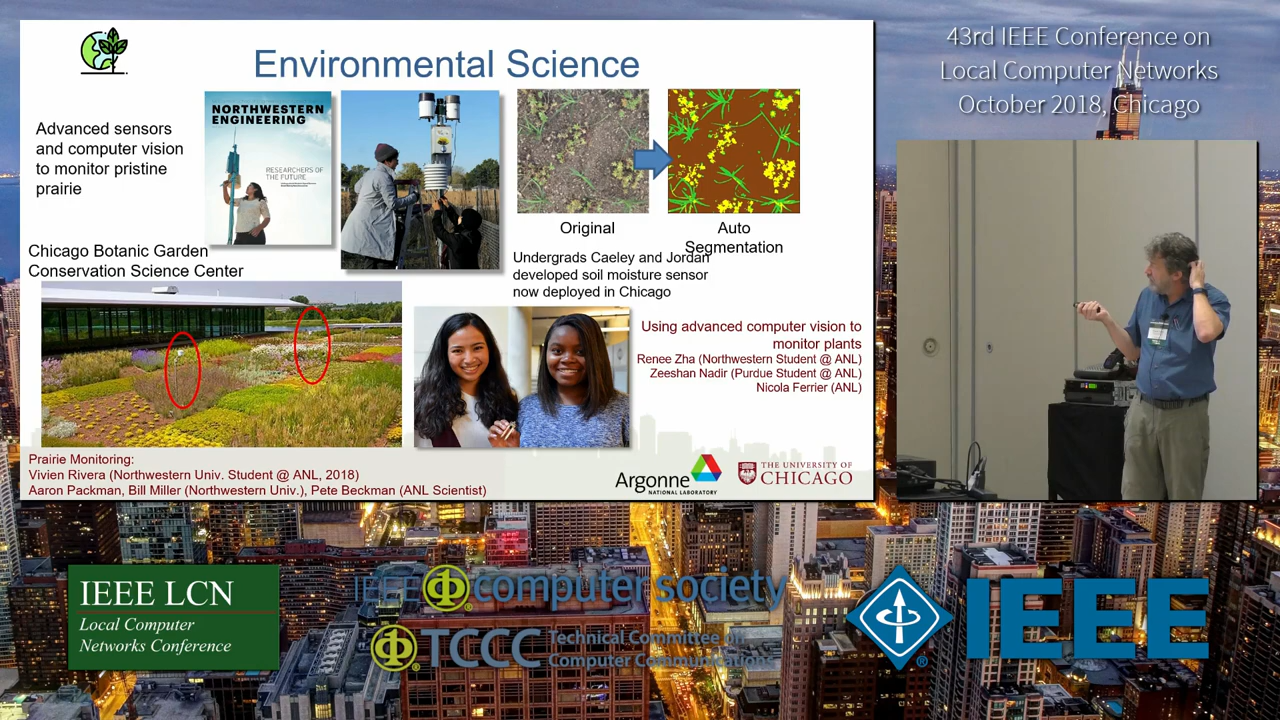 Environmental Science
Advanced sensors
and computer vision
to monitor pristine
prairie
NORTHWESTERN
ENGINEERING
RESEARCHERS OF
THE FUTURE
Original
Auto
Segmentation
Chicago Botanic Garden
Conservation Science Center
Undergrads Caeley and Jordan
developed soil moisture sensor
now deployed in Chicago
Using advanced computer vision to
monitor plants
Renee Zha (Northwestern Student @ ANL)
Zeeshan Nadir (Purdue Student @ ANL)
Nicola Ferrier (ANL)
Prairie Monitoring:
Vivien Rivera (Northwestern Univ. Student @ ANL, 2018)
Aaron Packman, Bill Miller (Northwestern Univ.), Pete Beckman (ANL Scientist)
Argonne
NATIONAL LABORATORY
THE UNIVERSITY OF
CHICAGO
43rd IEEE Conference on
Local Computer Networks
October 2018, Chicago
IEEE LCN
Local Computer
Networks Conference
IEEE computer society
TCCC Technical Committee on
Computer Communications
IEEE